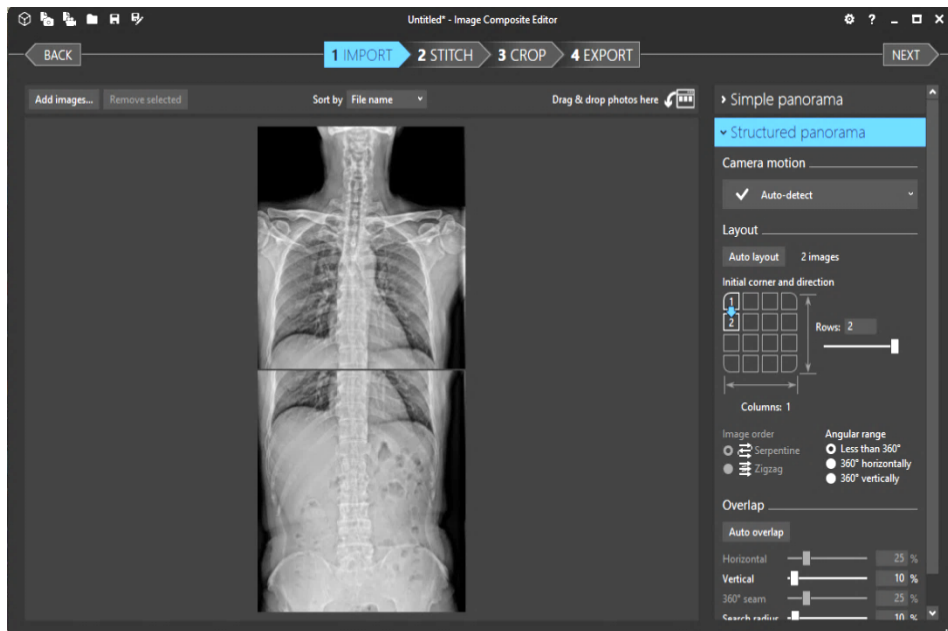 Untitled* - Image Composite Editor
BACK
1 IMPORT
2 STITCH
3 CROP
4 EXPORT
NEXT
Add images...
Remove selected
Sort by
File name
Drag & drop photos here
Simple panorama
Structured panorama
Camera motion
Auto-detect
Layout
Auto layout
2 images
Initial corner and direction
1
2
Rows: 2
Columns: 1
Image order
Serpentine
Zigzag
Angular range
Less than 360°
360° horizontally
360° vertically
Overlap
Auto overlap
Horizontal 25 %
Vertical 10 %
360° seam 25 %
Search radius 10 %